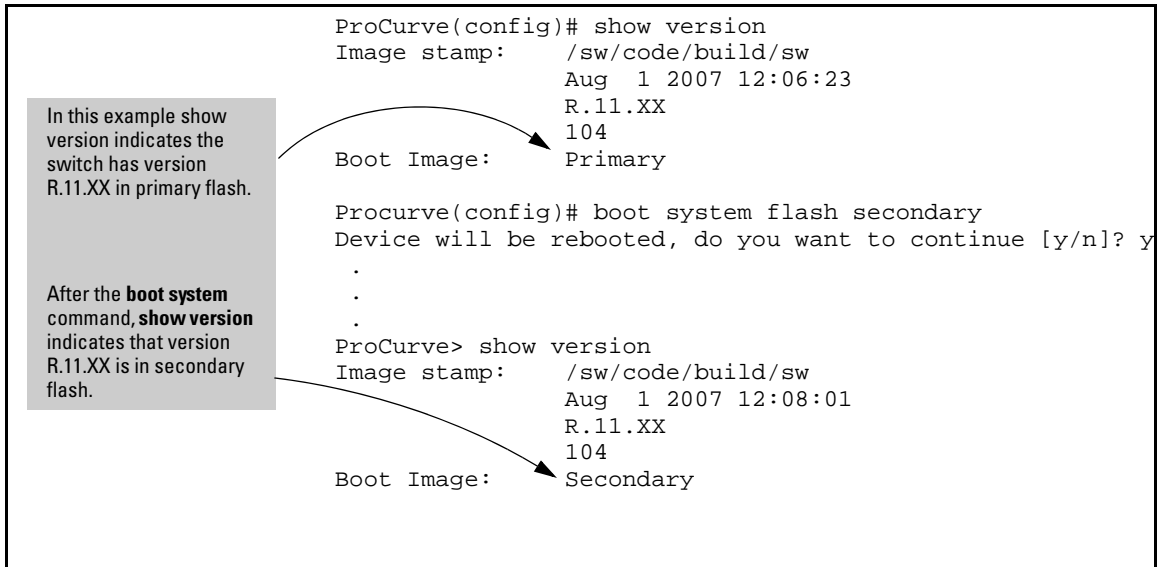 ProCurve(config)# show version
Image stamp:    /sw/code/build/sw
Aug  1 2007 12:06:23
R.11.XX
104
Boot Image:     Primary
In this example show
version indicates the
switch has version
R.11.XX in primary flash.
Procurve(config)# boot system flash secondary
Device will be rebooted, do you want to continue [y/n]? y
.
.
.
After the boot system
command, show version
indicates that version
R.11.XX is in secondary
flash.
ProCurve> show version
Image stamp:    /sw/code/build/sw
Aug  1 2007 12:08:01
R.11.XX
104
Boot Image:     Secondary